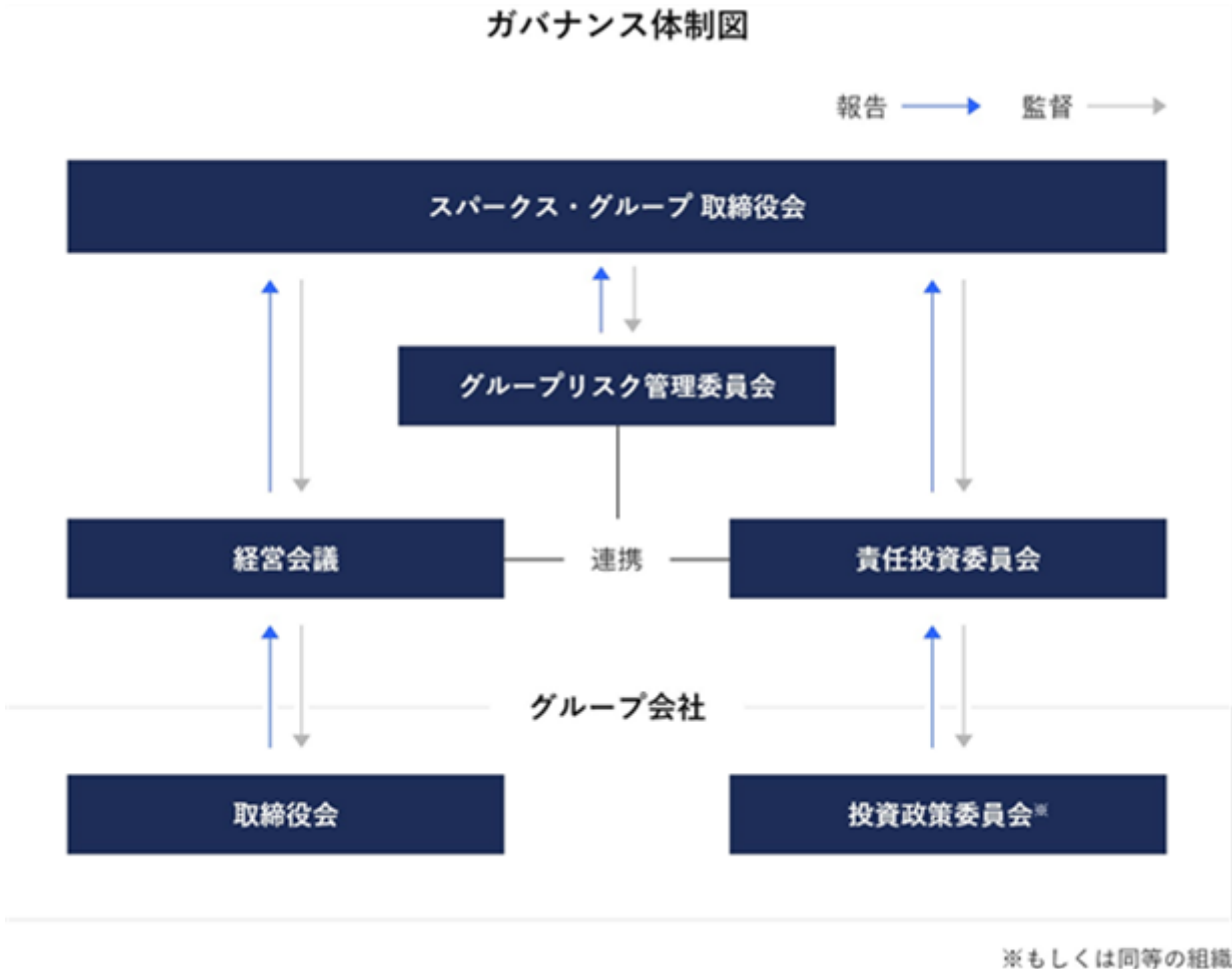 ガバナンス体制図
報告 監督
スパークス・グループ 取締役会
グループリスク管理委員会
経営会議 連携 責任投資委員会
グループ会社
取締役会 投資政策委員会※
※もしくは同等の組織